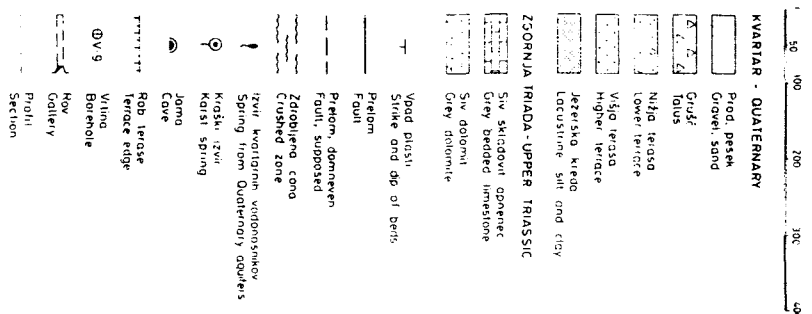 50 100 200 300 40
KVARTAR - QUATERNARY
Prod, pesek
Gravel, sand
Grušč
Talus
Nižja terasa
Lower terrace
Višja terasa
Higher terrace
Jezerska kreda
Lacustrine silt and clay
ZGORNJA TRIADA - UPPER TRIASSIC
Siv skladovit apnenec
Grey bedded limestone
Siv dolomit
Grey dolomite
Vpad plasti
Strike and dip of beds
Prelom
Fault
Prelom, domneven
Fault, supposed
Zdrobljena cona
Crushed zone
Izvir kvartarnih vodonosnikov
Spring from Quaternary aquifers
Kraški izvir
Karst spring
Jama
Cave
Rob terase
Terrace edge
V-9
Vrtina
Borehole
Rov
Gallery
Profil
Section